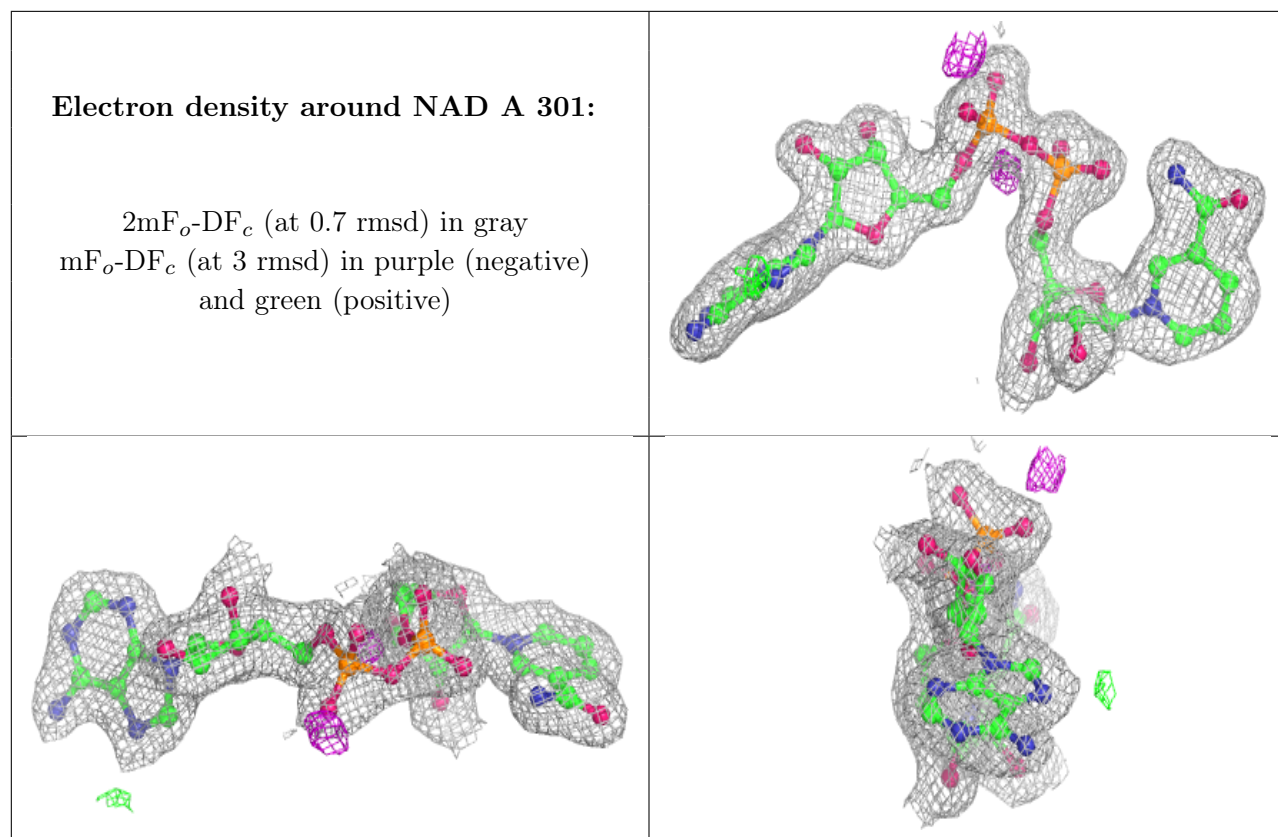 Electron density around NAD A 301:
2mFₒ-DF𝒸 (at 0.7 rmsd) in gray
mFₒ-DF𝒸 (at 3 rmsd) in purple (negative)
and green (positive)